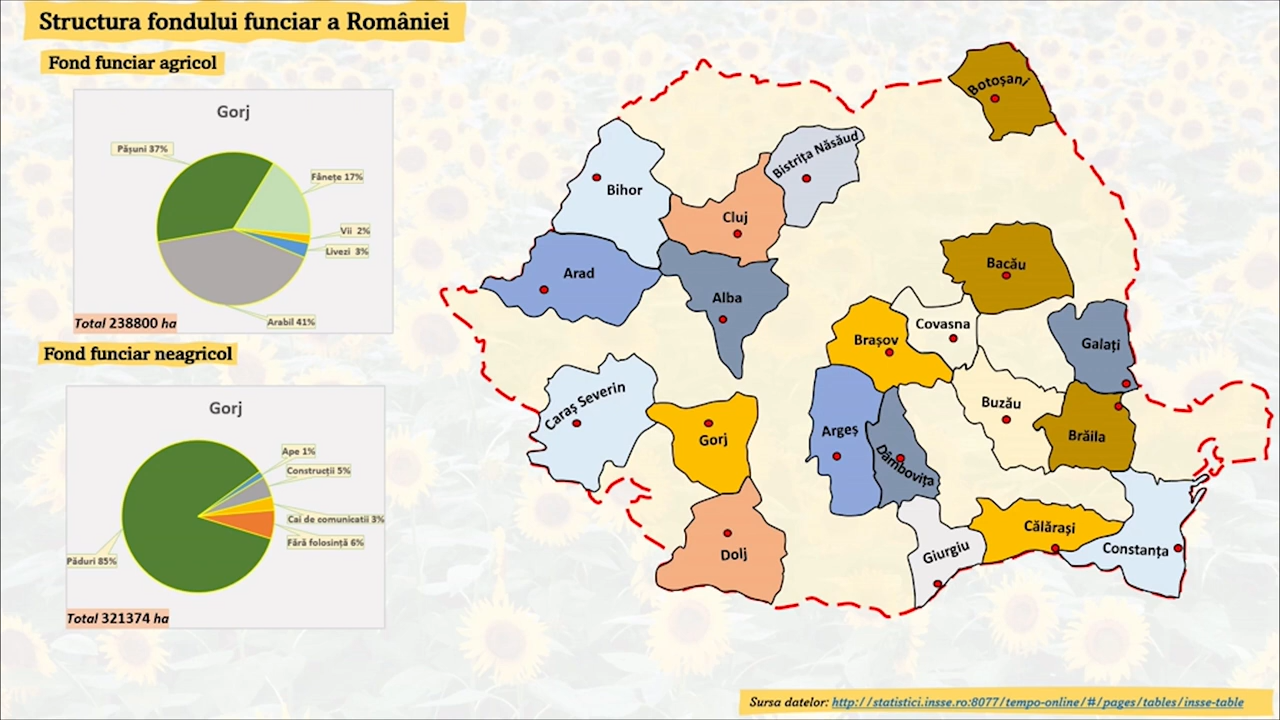 Structura fondului funciar a României
Fond funciar agricol
Gorj
Pășuni 37%
Fânețe 17%
Vii 2%
Livezi 3%
Arabil 41%
Total 238800 ha
Fond funciar neagricol
Gorj
Ape 1%
Construcții 5%
Cai de comunicatii 3%
Fără folosință 6%
Păduri 85%
Total 321374 ha
Botoșani
Bistrița Năsăud
Bihor
Cluj
Bacău
Arad
Alba
Covasna
Brașov
Galați
Caraș Severin
Buzău
Gorj
Argeș
Brăila
Dâmbovița
Călărași
Giurgiu
Constanța
Dolj
Sursa datelor: http://statistici.insse.ro:8077/tempo-online/#/pages/tables/insse-table